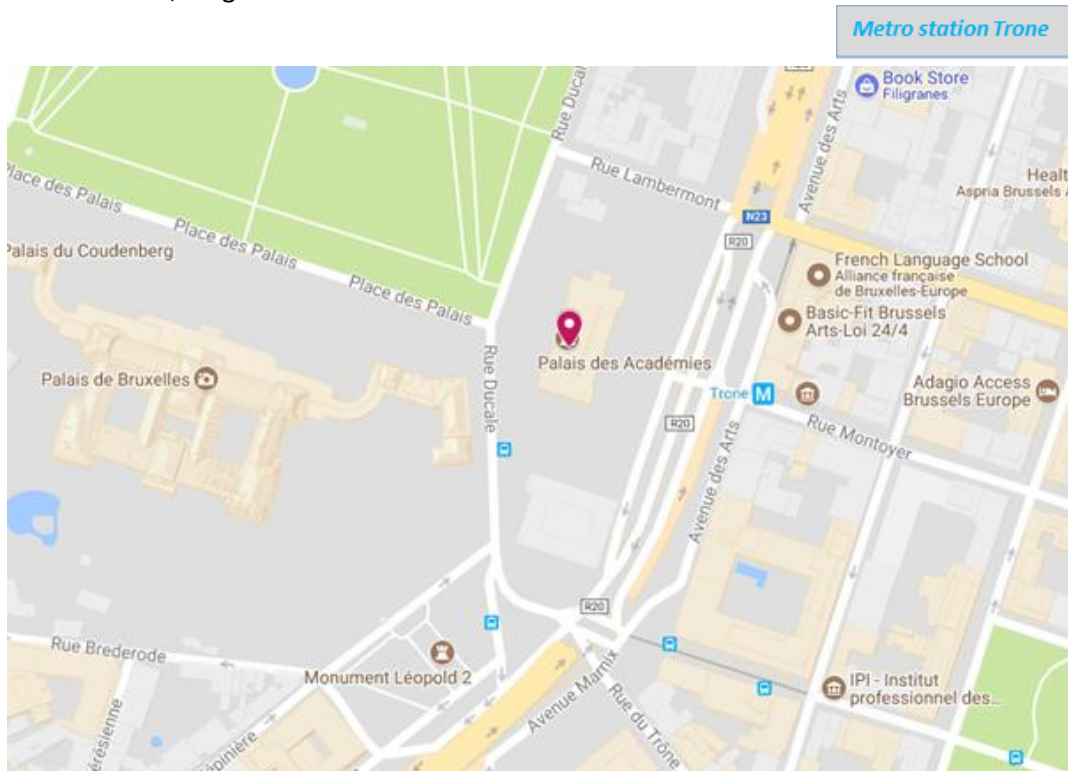 Metro station Trone
Book Store
Filigranes
Rue Ducal
Avenue des Arts
Rue Lambermont
Healt
Aspria Brussels A
Place des Palais
Place des Palais
Place des Palais
N23
R20
Palais du Coudenberg
French Language School
Alliance française
de Bruxelles-Europe
Basic-Fit Brussels
Arts-Loi 24/4
Rue Ducale
Palais des Académies
Palais de Bruxelles
Trone M
Adagio Access
Brussels Europe
R20
Rue Montoyer
Avenue des Arts
R20
Rue Brederode
Monument Léopold 2
Avenue Marnix
Rue du Trône
IPI - Institut
professionnel des...
érésienne
épinière